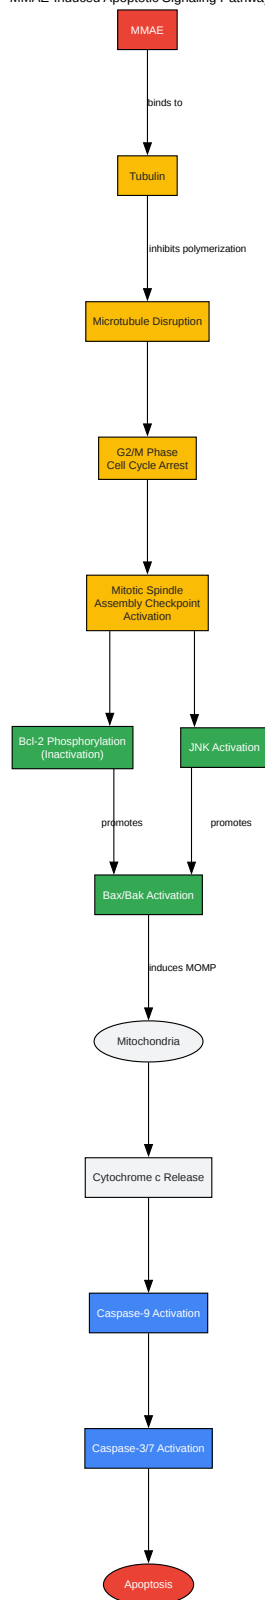 MMAE-Induced Apoptotic Signaling Pathway
MMAE
binds to
Tubulin
inhibits polymerization
Microtubule Disruption
G2/M Phase
Cell Cycle Arrest
Mitotic Spindle
Assembly Checkpoint
Activation
Bcl-2 Phosphorylation
(Inactivation)
JNK Activation
promotes
promotes
Bax/Bak Activation
induces MOMP
Mitochondria
Cytochrome c Release
Caspase-9 Activation
Caspase-3/7 Activation
Apoptosis